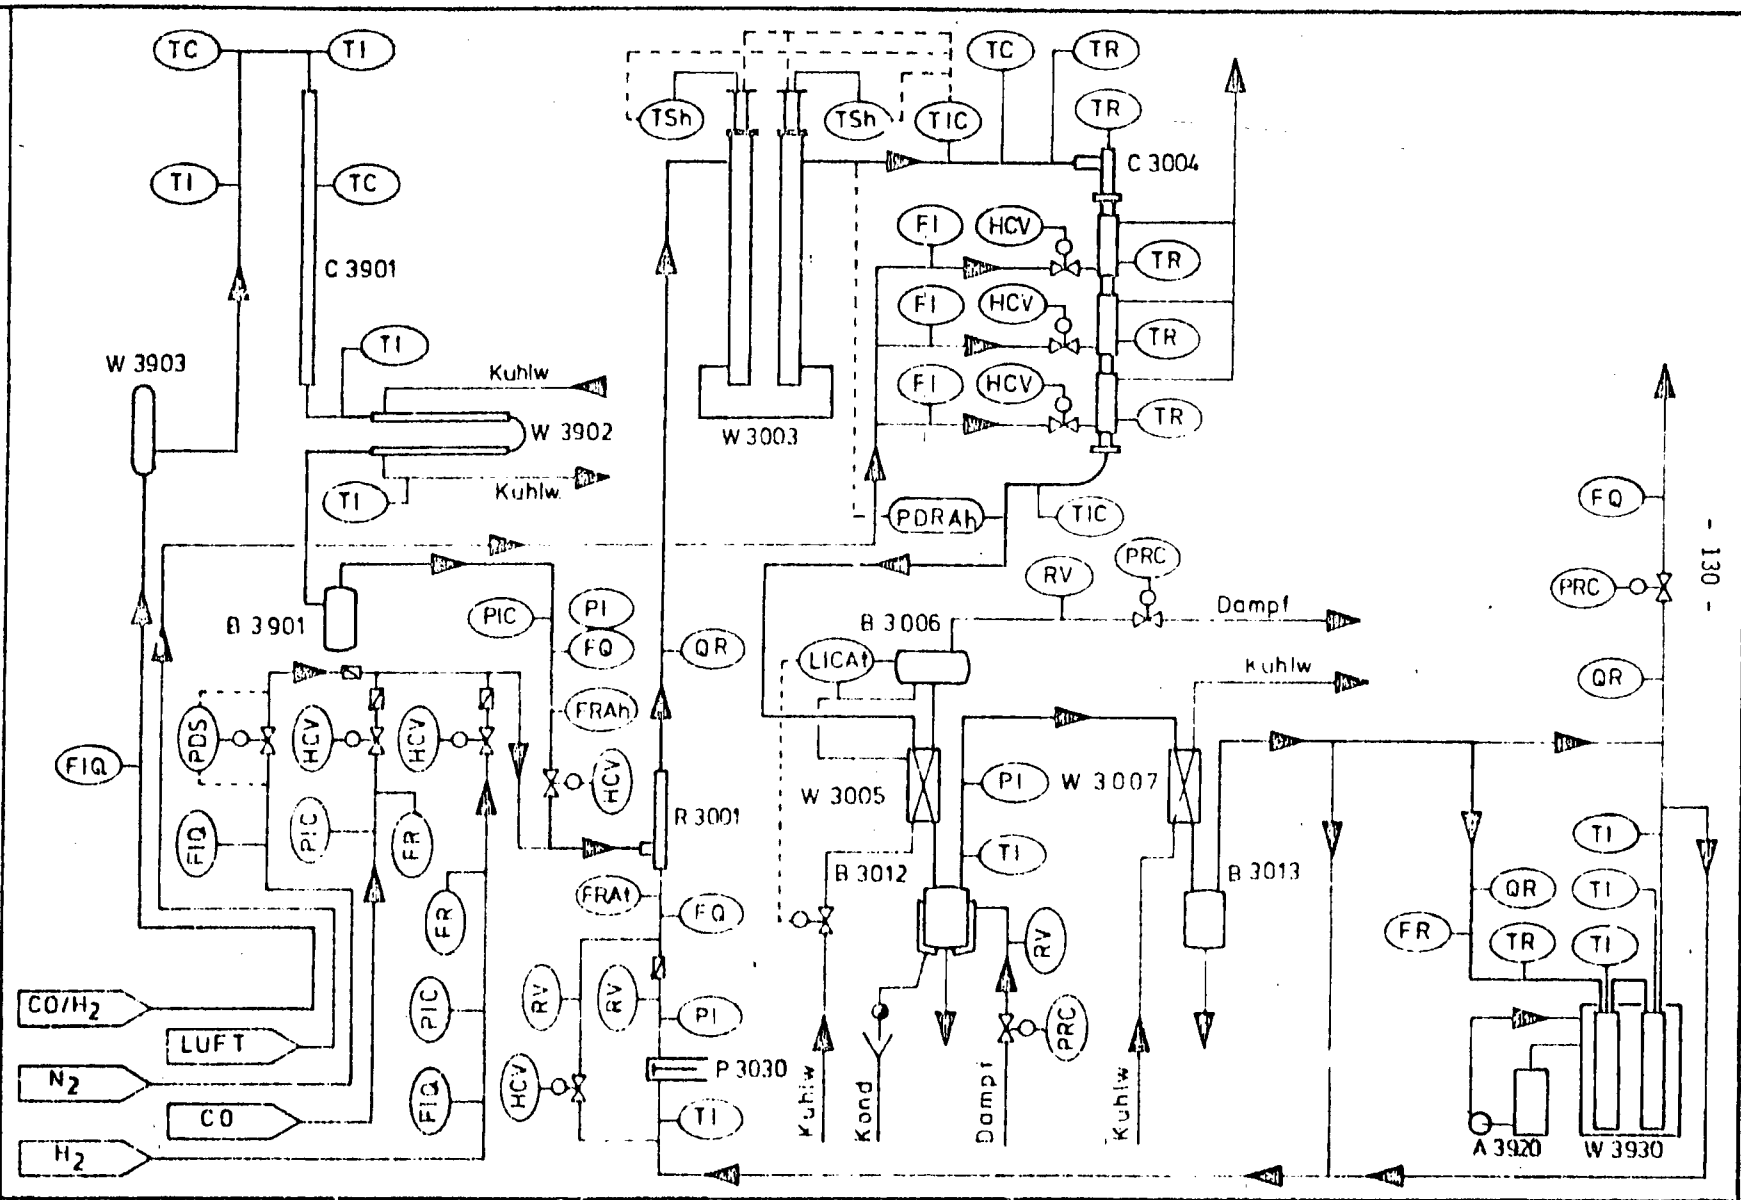 TC
TI
TSh
TSh
TIC
TC
TR
TR
C 3004
TI
TC
C 3901
FI
HCV
TR
FI
HCV
TR
FI
HCV
TR
TI
W 3903
Kuhlw
W 3902
W 3003
TI
Kuhlw.
PDRAh
TIC
FQ
- 130 -
B 3901
PIC
PI
FQ
QR
RV
PRC
PRC
B 3006
Dampf
LICAt
Kuhlw
QR
FRAh
PDS
HCV
HCV
FIQ
HCV
W 3005
PI
W 3007
R 3001
FIQ
PIC
FR
TI
TI
B 3012
B 3013
FRAt
FQ
FR
QR
TI
FR
TR
TI
RV
RV
RV
PIC
PI
CO/H2
LUFT
N2
CO
H2
PRC
HCV
P 3030
FIQ
TI
Kuhlw
Kond
Dampf
Kuhlw
A 3920
W 3930